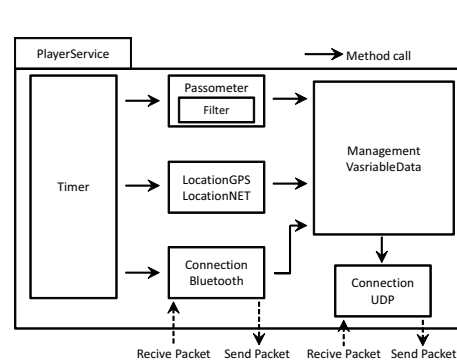 PlayerService
Method call
Passometer
Filter
Management
VasriableData
Timer
LocationGPS
LocationNET
Connection
Bluetooth
Connection
UDP
Recive Packet Send Packet Recive Packet Send Packet